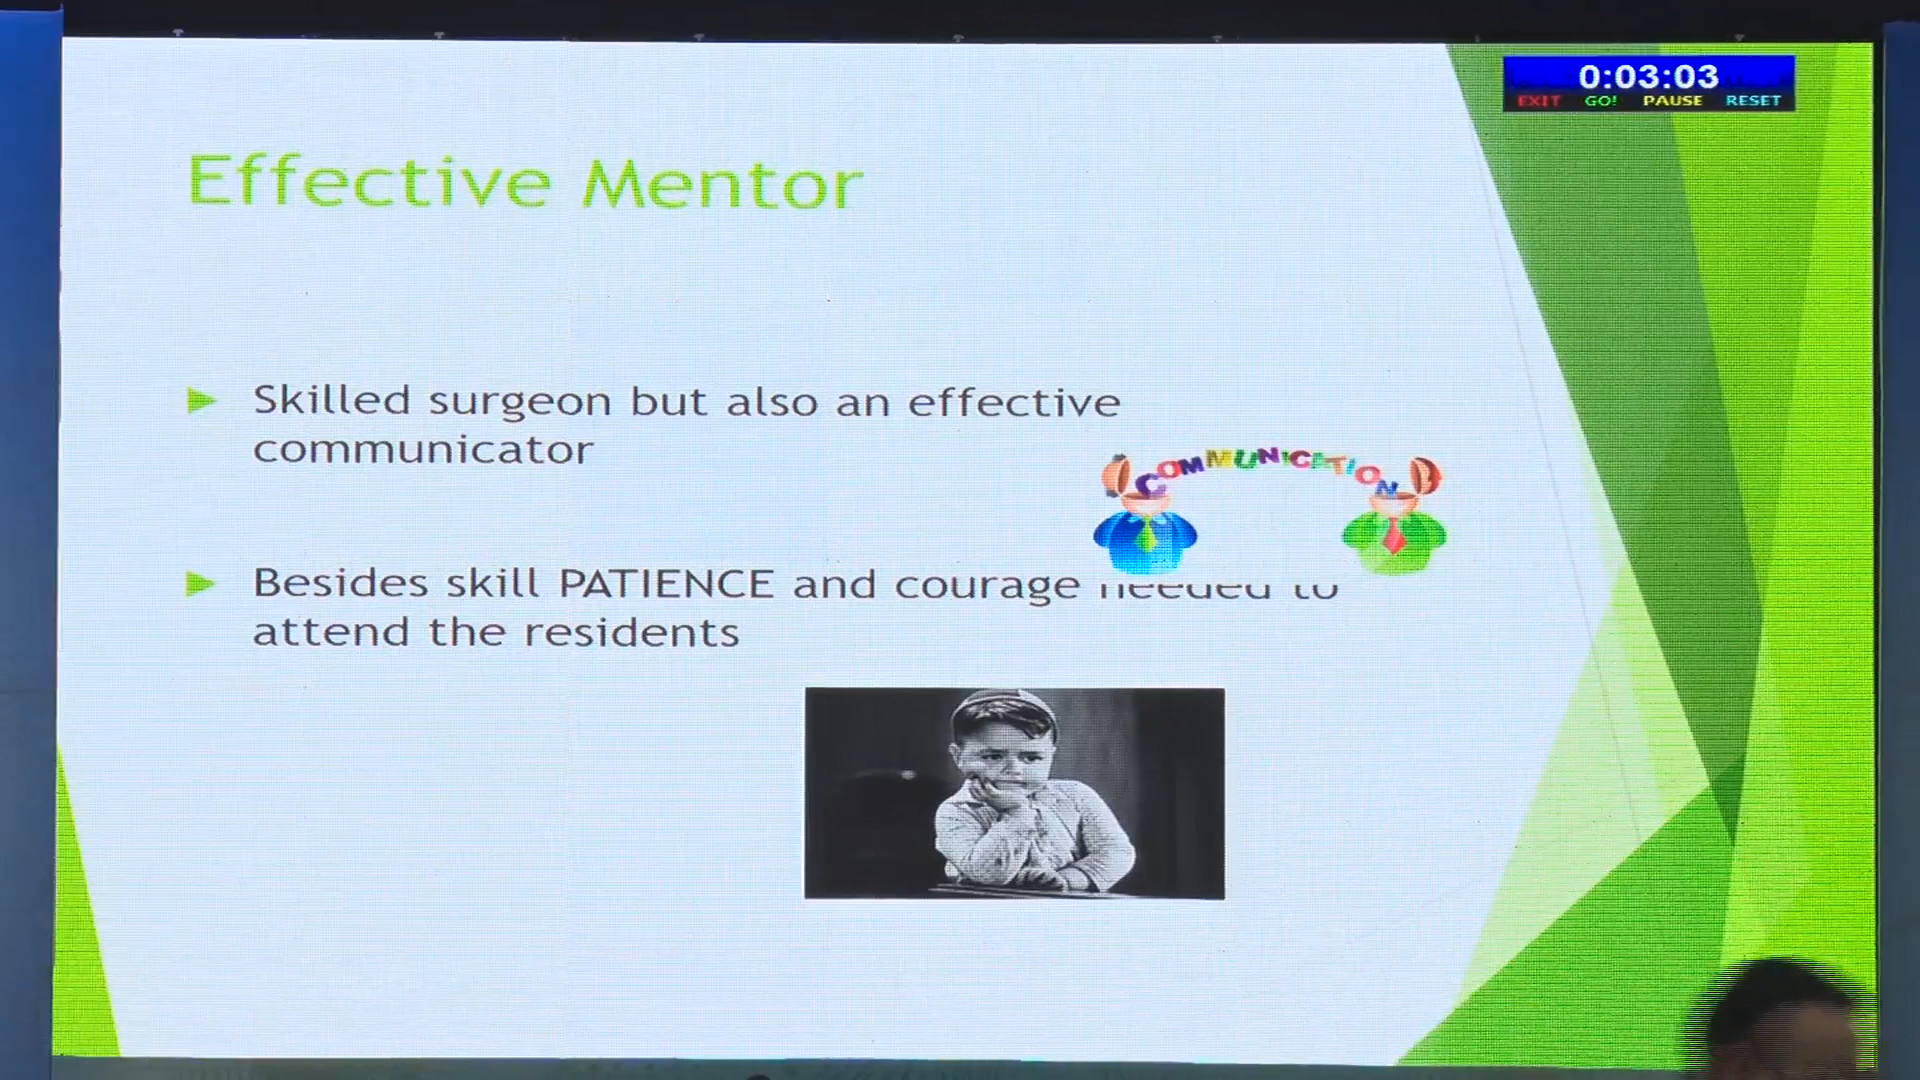 0:03:03
EXIT GO! PAUSE RESET
Effective Mentor
Skilled surgeon but also an effective
communicator
COMMUNICATION
Besides skill PATIENCE and courage needed to
attend the residents